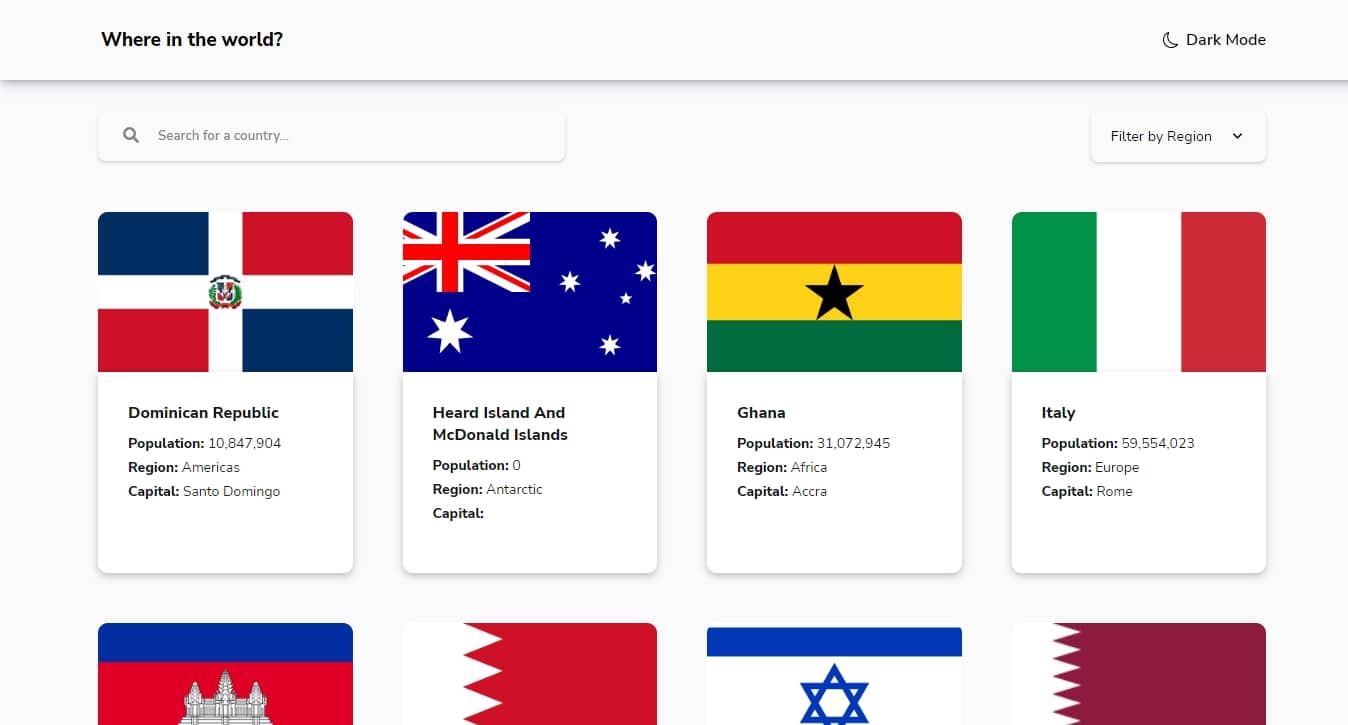 Where in the world?
Dark Mode
Search for a country...
Filter by Region
Dominican Republic
Population: 10,847,904
Region: Americas
Capital: Santo Domingo
Heard Island And
McDonald Islands
Population: 0
Region: Antarctic
Capital:
Ghana
Population: 31,072,945
Region: Africa
Capital: Accra
Italy
Population: 59,554,023
Region: Europe
Capital: Rome